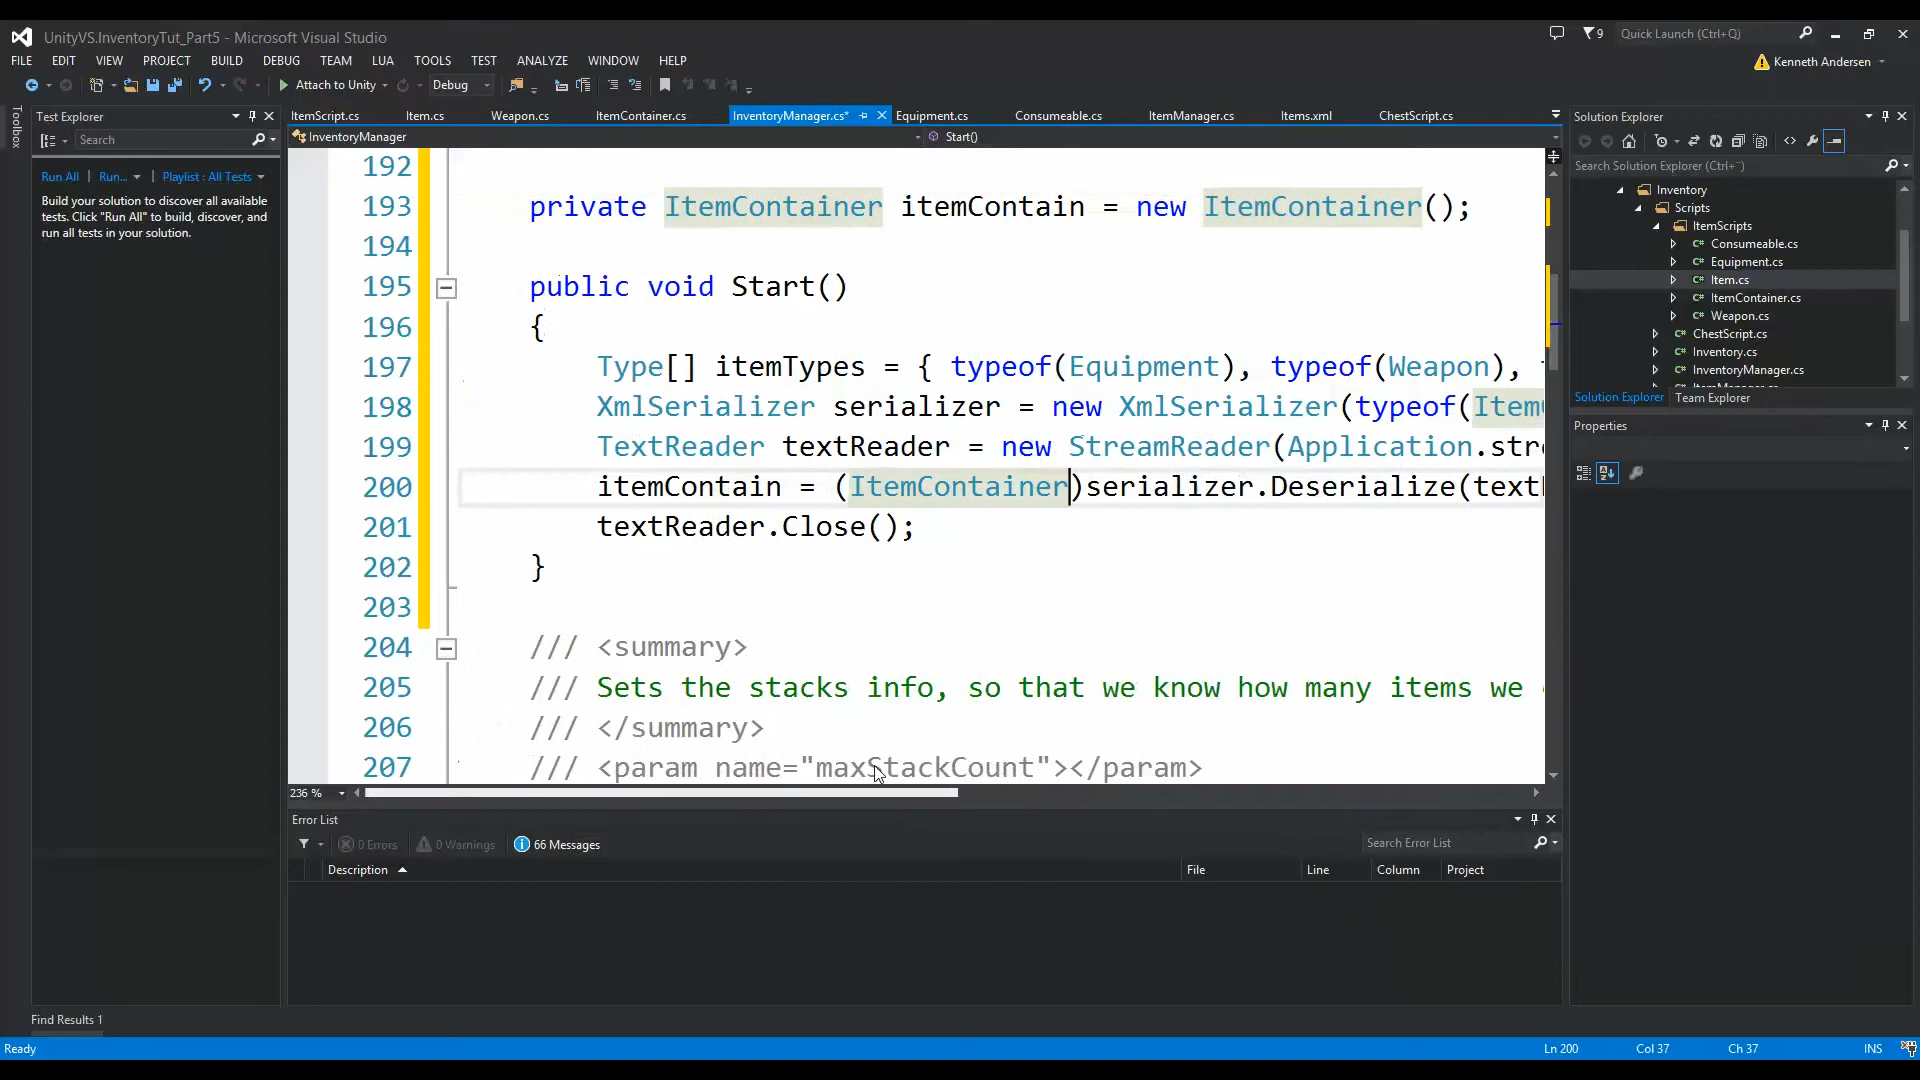 UnityVS.InventoryTut_Part5 - Microsoft Visual Studio
9
Quick Launch (Ctrl+Q)
FILE EDIT VIEW PROJECT BUILD DEBUG TEAM LUA TOOLS TEST ANALYZE WINDOW HELP
Kenneth Andersen
Attach to Unity
Debug
Toolbox
Test Explorer
Search
Run All
Run...
Playlist : All Tests
Build your solution to discover all available
tests. Click "Run All" to build, discover, and
run all tests in your solution.
ItemScript.cs Item.cs Weapon.cs ItemContainer.cs InventoryManager.cs* Equipment.cs Consumeable.cs ItemManager.cs Items.xml ChestScript.cs
InventoryManager
Start()
192
193 private ItemContainer itemContain = new ItemContainer();
194
195 public void Start()
196 {
197 Type[] itemTypes = { typeof(Equipment), typeof(Weapon),
198 XmlSerializer serializer = new XmlSerializer(typeof(Item
199 TextReader textReader = new StreamReader(Application.stre
200 itemContain = (ItemContainer)serializer.Deserialize(text
201 textReader.Close();
202 }
203
204 /// <summary>
205 /// Sets the stacks info, so that we know how many items we
206 /// </summary>
207 /// <param name="maxStackCount"></param>
236 %
Error List
0 Errors
0 Warnings
66 Messages
Search Error List
Description File Line Column Project
Solution Explorer
Search Solution Explorer (Ctrl+¨)
Inventory
Scripts
ItemScripts
C# Consumeable.cs
C# Equipment.cs
C# Item.cs
C# ItemContainer.cs
C# Weapon.cs
C# ChestScript.cs
C# Inventory.cs
C# InventoryManager.cs
C# ItemManager.cs
Solution Explorer Team Explorer
Properties
Find Results 1
Ready
Ln 200 Col 37 Ch 37 INS